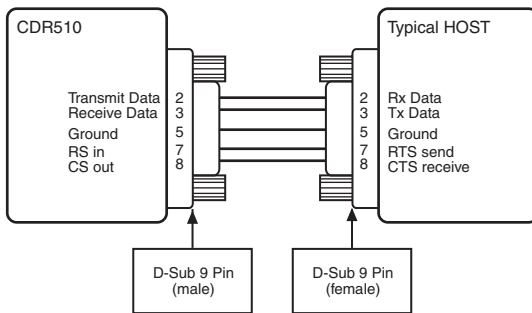 CDR510 Typical HOST
Transmit Data 2 2 Rx Data
Receive Data 3 3 Tx Data
Ground 5 5 Ground
RS in 7 7 RTS send
CS out 8 8 CTS receive
D-Sub 9 Pin
(male)
D-Sub 9 Pin
(female)